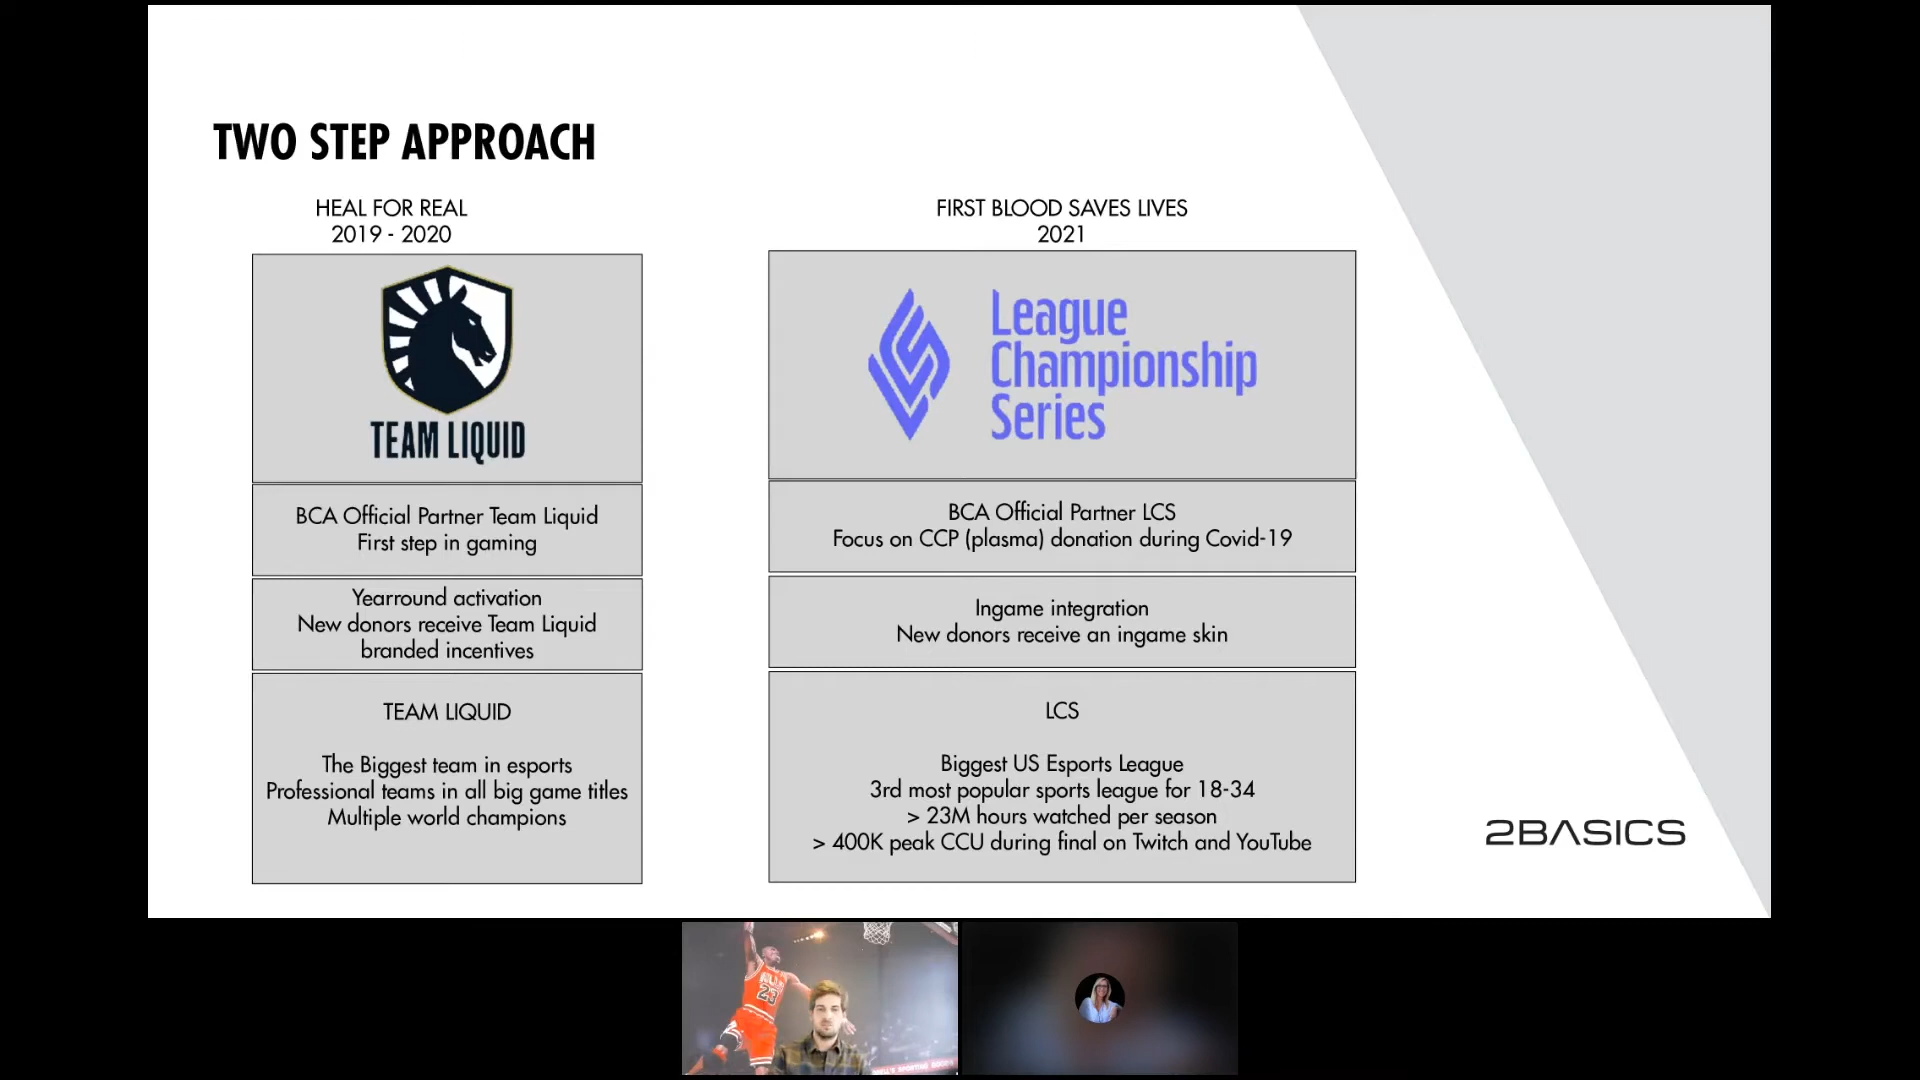 TWO STEP APPROACH
HEAL FOR REAL
2019 - 2020
TEAM LIQUID
BCA Official Partner Team Liquid
First step in gaming
Yearround activation
New donors receive Team Liquid
branded incentives
TEAM LIQUID
The Biggest team in esports
Professional teams in all big game titles
Multiple world champions
FIRST BLOOD SAVES LIVES
2021
League
Championship
Series
BCA Official Partner LCS
Focus on CCP (plasma) donation during Covid-19
Ingame integration
New donors receive an ingame skin
LCS
Biggest US Esports League
3rd most popular sports league for 18-34
> 23M hours watched per season
> 400K peak CCU during final on Twitch and YouTube
2BASICS
23